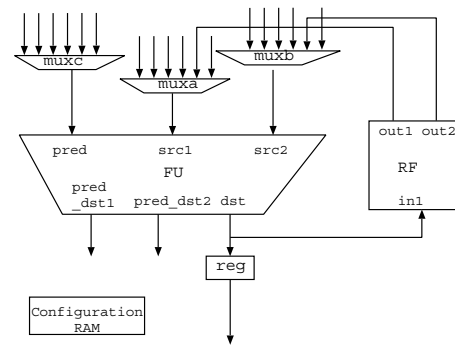 muxc
muxa
muxb
pred
src1
src2
FU
pred
_dst1
pred_dst2
dst
out1
out2
RF
in1
reg
Configuration
RAM